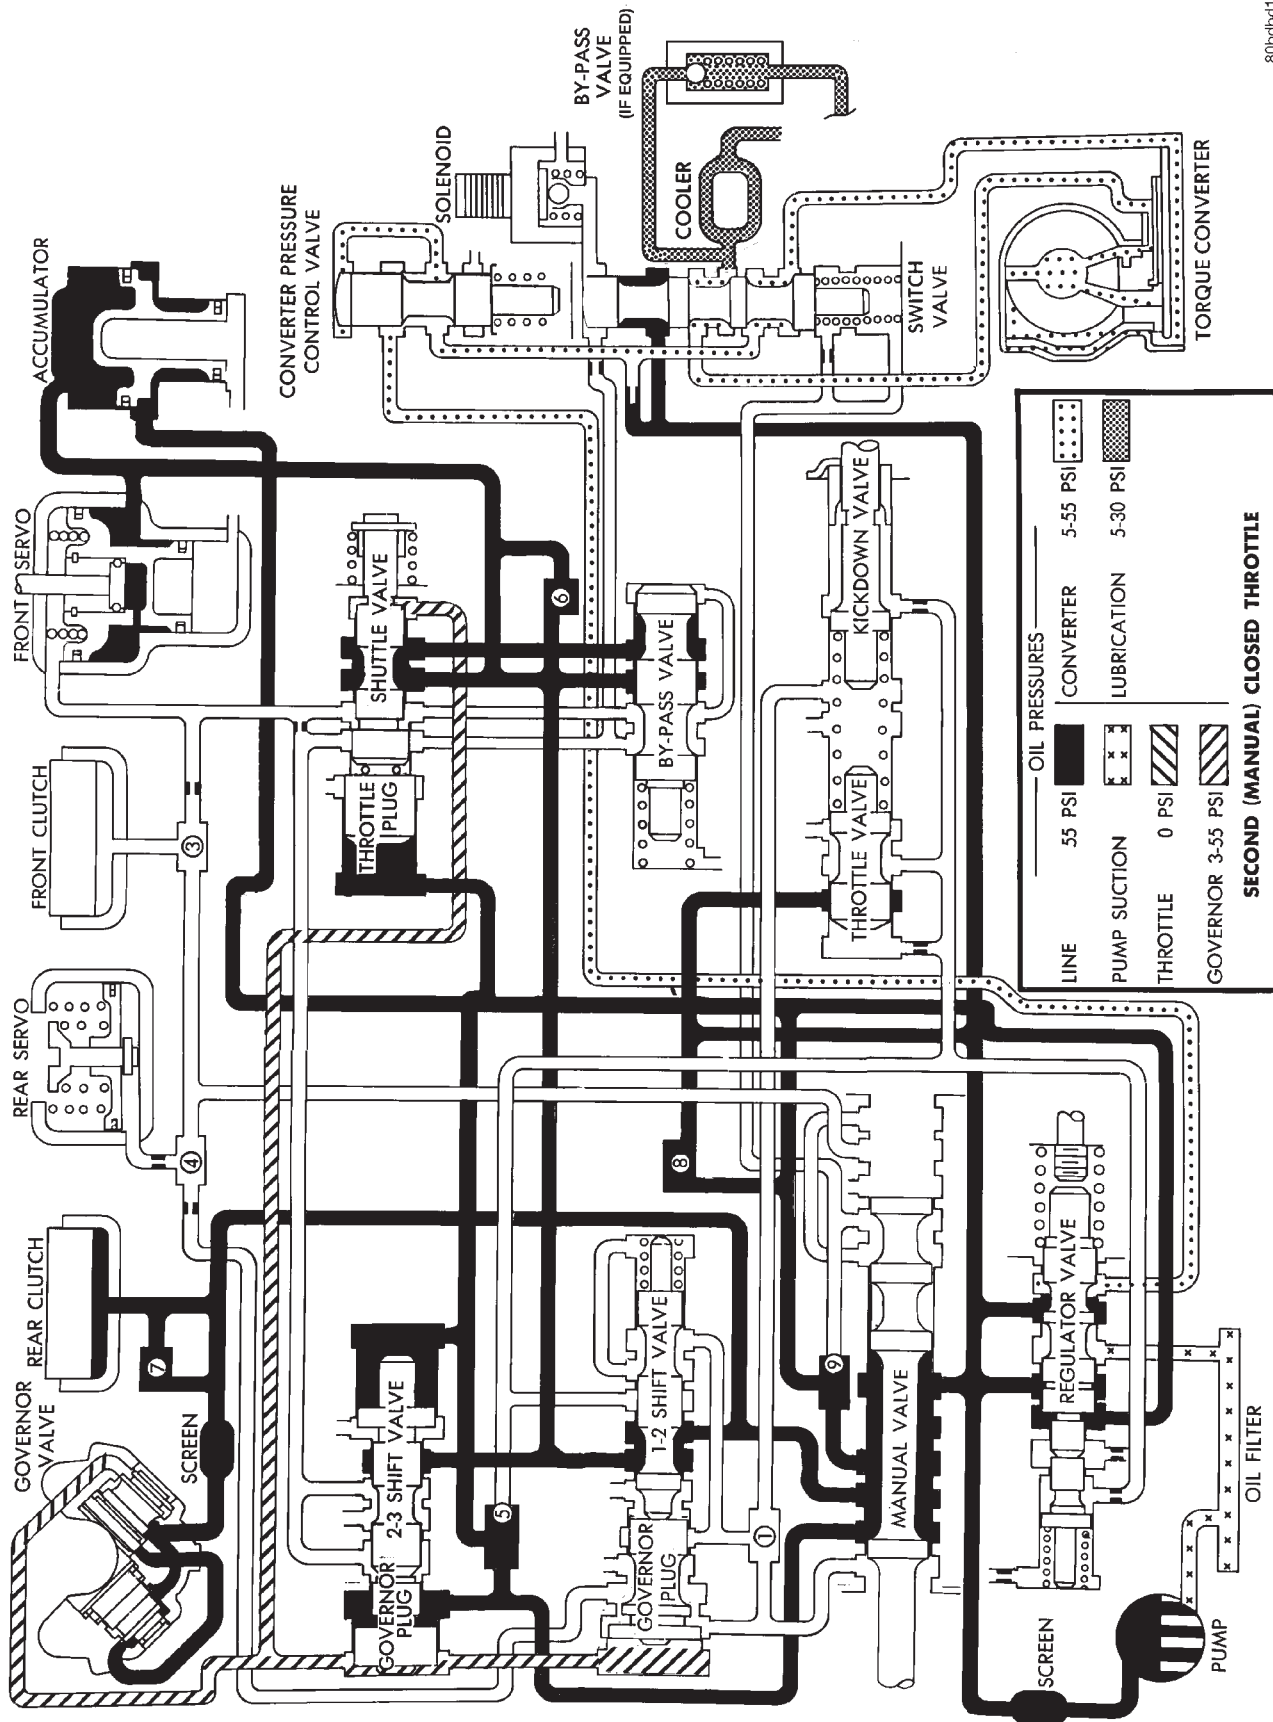 FRONT SERVO
ACCUMULATOR
FRONT CLUTCH
REAR SERVO
REAR CLUTCH
GOVERNOR
VALVE
SCREEN
3
4
7
CONVERTER PRESSURE
CONTROL VALVE
SOLENOID
BY-PASS
VALVE
(IF EQUIPPED)
COOLER
SWITCH
VALVE
TORQUE CONVERTER
SHUTTLE VALVE
THROTTLE
PLUG
6
BY-PASS VALVE
KICKDOWN VALVE
THROTTLE VALVE
2-3 SHIFT VALVE
GOVERNOR
PLUG
5
1-2 SHIFT VALVE
GOVERNOR
PLUG
1
8
9
MANUAL VALVE
REGULATOR VALVE
OIL FILTER
SCREEN
PUMP
OIL PRESSURES
LINE 55 PSI
PUMP SUCTION
THROTTLE 0 PSI
GOVERNOR 3-55 PSI
CONVERTER 5-55 PSI
LUBRICATION 5-30 PSI
SECOND (MANUAL) CLOSED THROTTLE